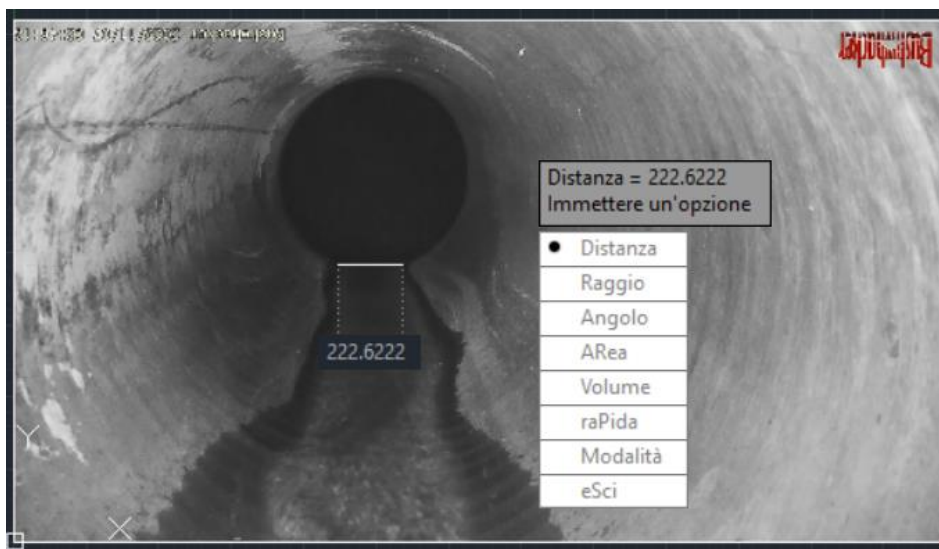 Distanza = 222.6222
Immettere un'opzione
Distanza
Raggio
Angolo
ARea
Volume
raPida
Modalità
eSci
222.6222
Y
X